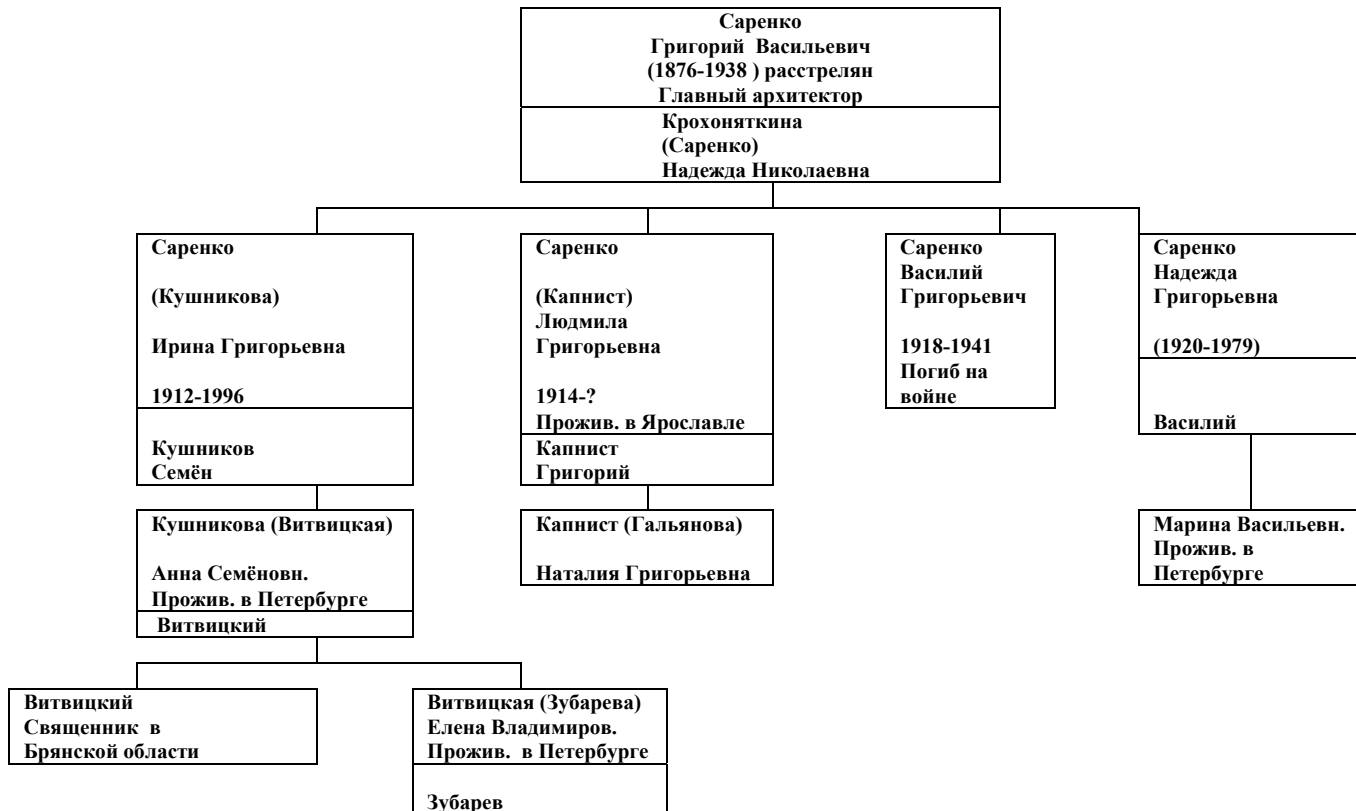 Саренко
Григорий Васильевич
(1876-1938 ) расстрелян
Главный архитектор
Крохоняткина
(Саренко)
Надежда Николаевна
Саренко
(Кушникова)
Ирина Григорьевна
1912-1996
Кушников
Семён
Саренко
(Капнист)
Людмила
Григорьевна
1914-?
Прожив. в Ярославле
Капнист
Григорий
Саренко
Василий
Григорьевич
1918-1941
Погиб на
войне
Саренко
Надежда
Григорьевна
(1920-1979)
Василий
Кушникова (Витвицкая)
Анна Семёновн.
Прожив. в Петербурге
Витвицкий
Капнист (Гальянова)
Наталия Григорьевна
Марина Васильевн.
Прожив. в
Петербурге
Витвицкий
Священник в
Брянской области
Витвицкая (Зубарева)
Елена Владимиров.
Прожив. в Петербурге
Зубарев